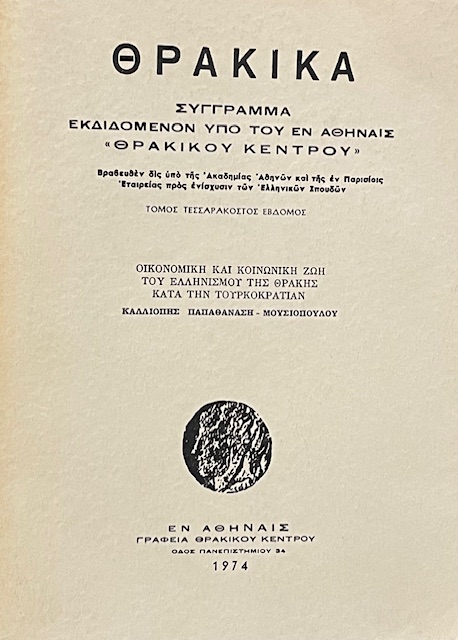 ΘΡΑΚΙΚΑ
ΣΥΓΓΡΑΜΜΑ
ΕΚΔΙΔΟΜΕΝΟΝ ΥΠΟ ΤΟΥ ΕΝ ΑΘΗΝΑΙΣ
«ΘΡΑΚΙΚΟΥ ΚΕΝΤΡΟΥ»
Βραβευθὲν δὶς ὑπὸ τῆς Ἀκαδημίας Ἀθηνῶν καὶ τῆς ἐν Παρισίοις
Ἑταιρείας πρὸς ἐνίσχυσιν τῶν Ἑλληνικῶν Σπουδῶν
ΤΟΜΟΣ ΤΕΣΣΑΡΑΚΟΣΤΟΣ ΕΒΔΟΜΟΣ
ΟΙΚΟΝΟΜΙΚΗ ΚΑΙ ΚΟΙΝΩΝΙΚΗ ΖΩΗ
ΤΟΥ ΕΛΛΗΝΙΣΜΟΥ ΤΗΣ ΘΡΑΚΗΣ
ΚΑΤΑ ΤΗΝ ΤΟΥΡΚΟΚΡΑΤΙΑΝ
ΚΑΛΛΙΟΠΗΣ ΠΑΠΑΘΑΝΑΣΗ - ΜΟΥΣΙΟΠΟΥΛΟΥ
ΕΝ ΑΘΗΝΑΙΣ
ΓΡΑΦΕΙΑ ΘΡΑΚΙΚΟΥ ΚΕΝΤΡΟΥ
ΟΔΟΣ ΠΑΝΕΠΙΣΤΗΜΙΟΥ 34
1974